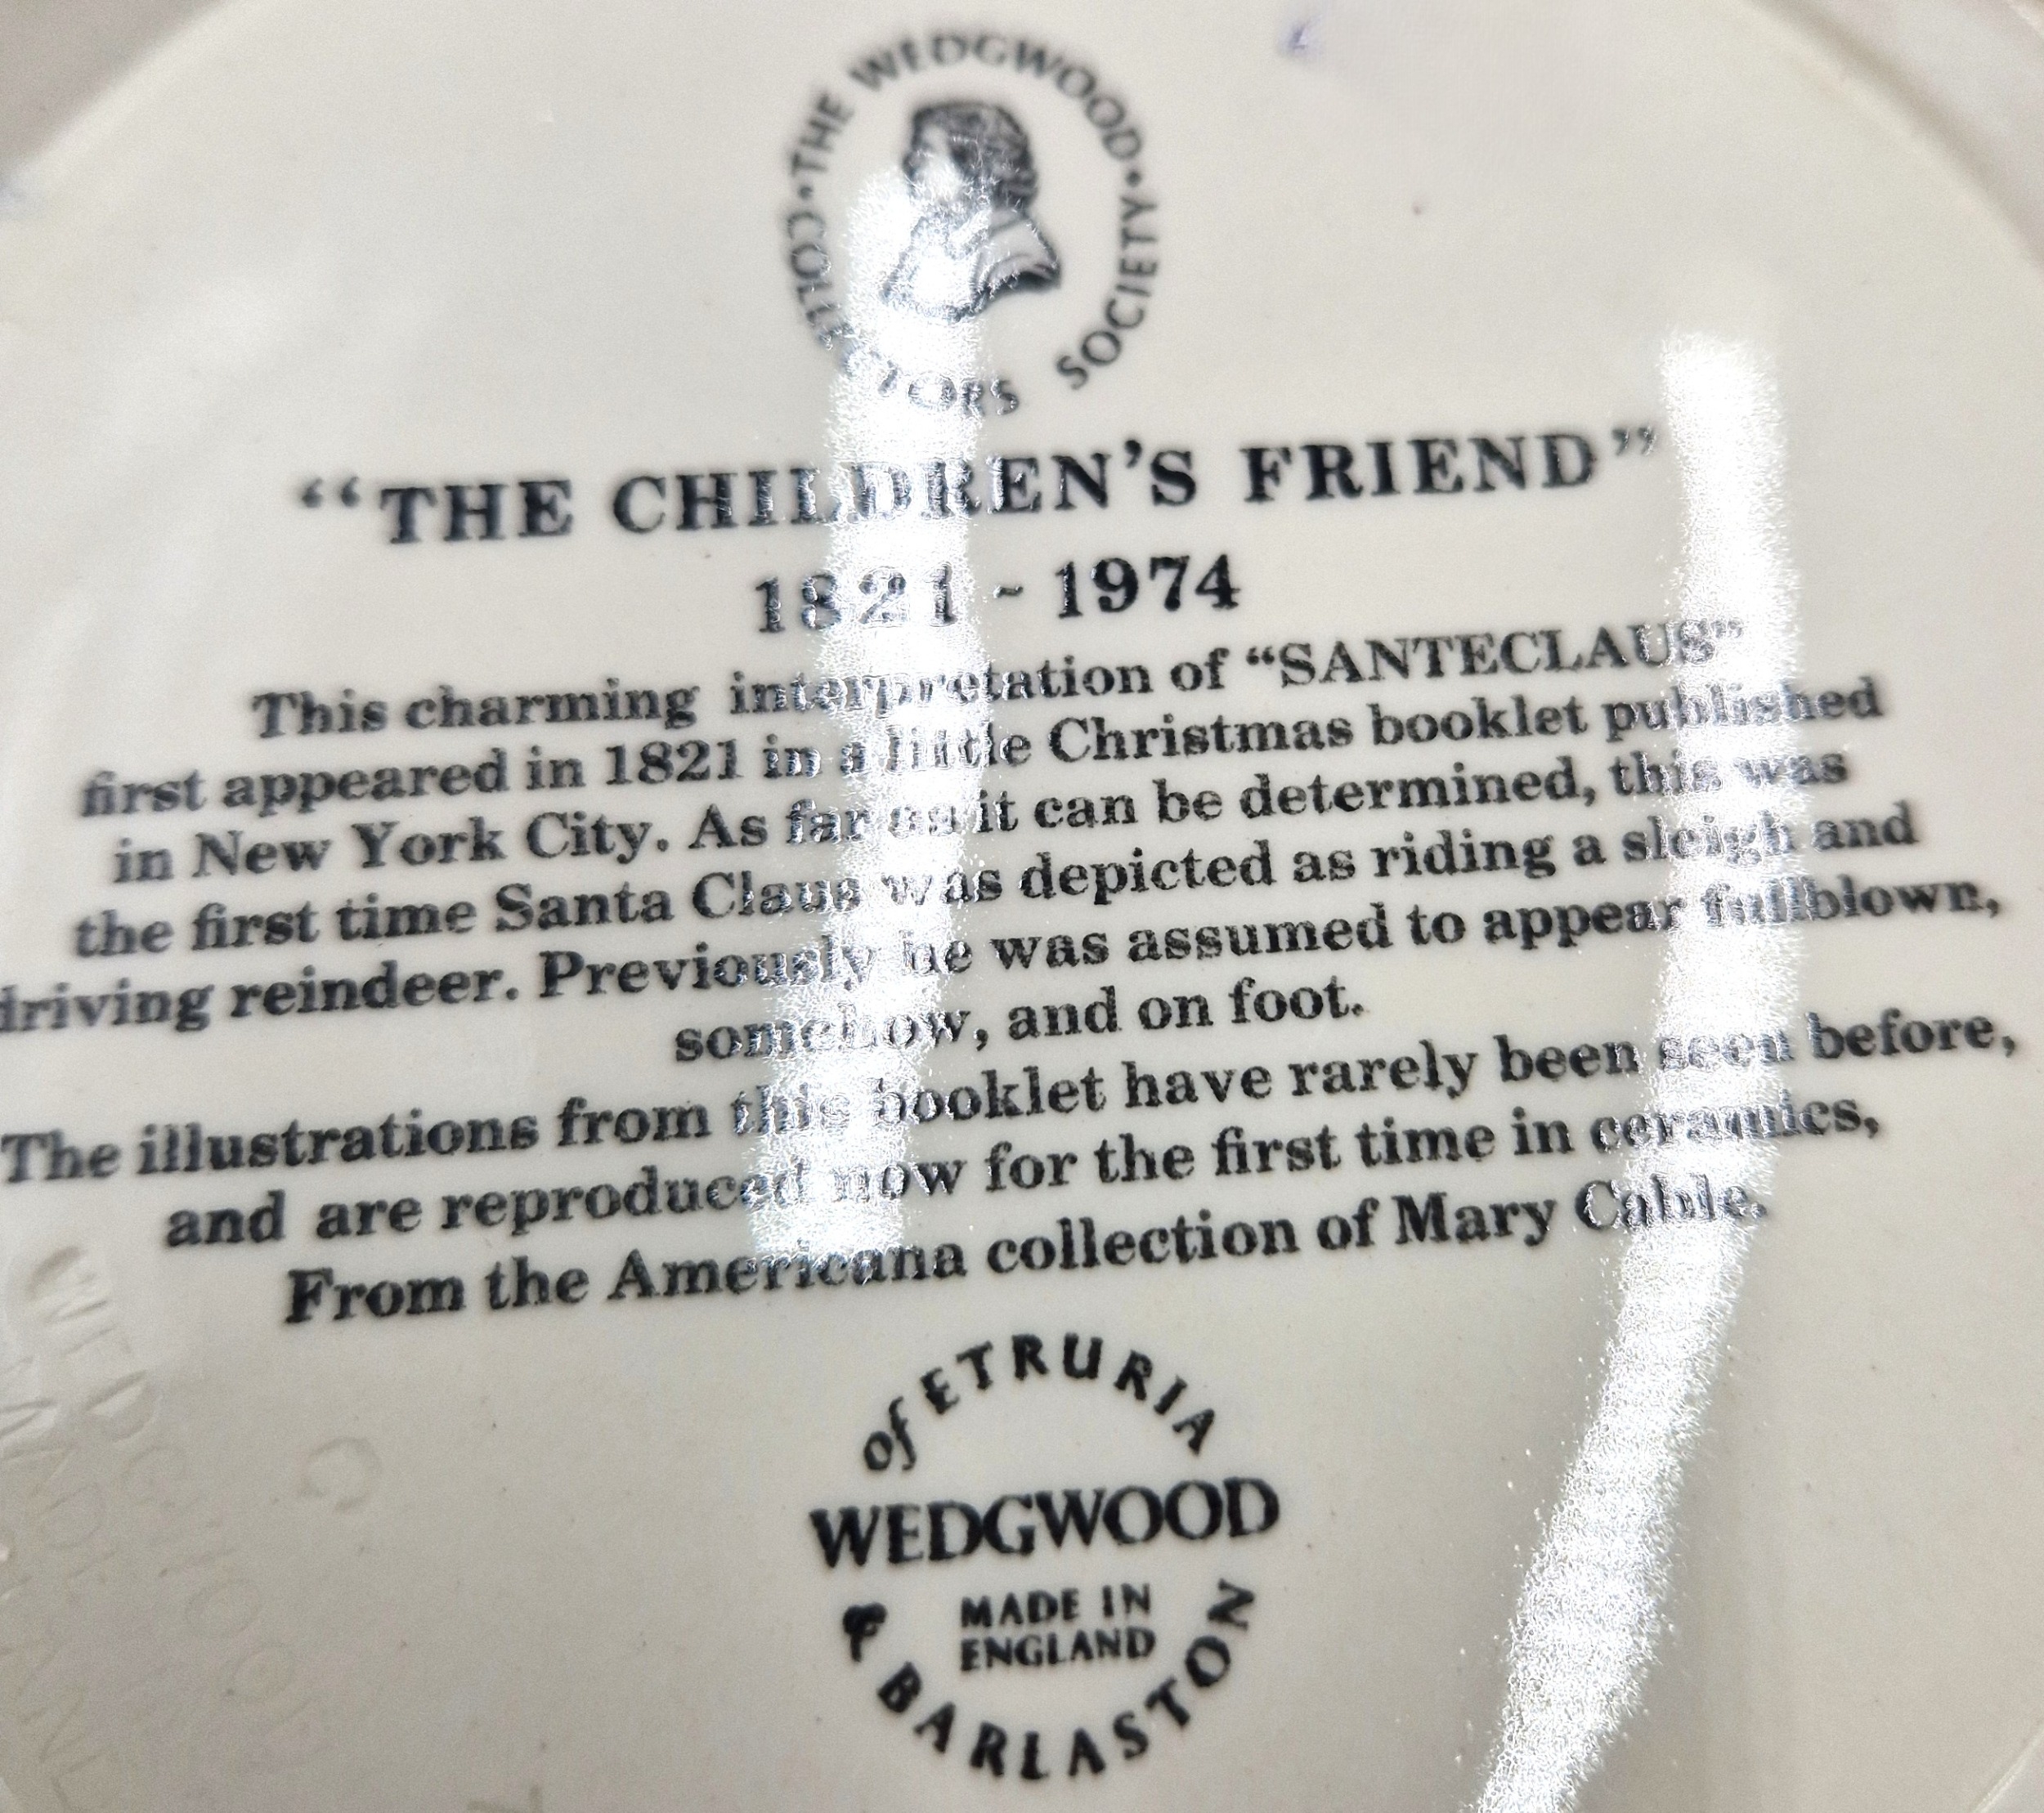 • THE WEDGWOOD • COLLECTORS SOCIETY
“THE CHILDREN’S FRIEND”
1821 - 1974
This charming interpretation of “SANTECLAUS”
first appeared in 1821 in a little Christmas booklet published
in New York City. As far as it can be determined, this was
the first time Santa Claus was depicted as riding a sleigh and
driving reindeer. Previously he was assumed to appear fullblown,
somehow, and on foot.
The illustrations from this booklet have rarely been seen before,
and are reproduced now for the first time in ceramics,
From the Americana collection of Mary Cable.
of ETRURIA
WEDGWOOD
MADE IN
ENGLAND
& BARLASTON
WEDGWOOD
C